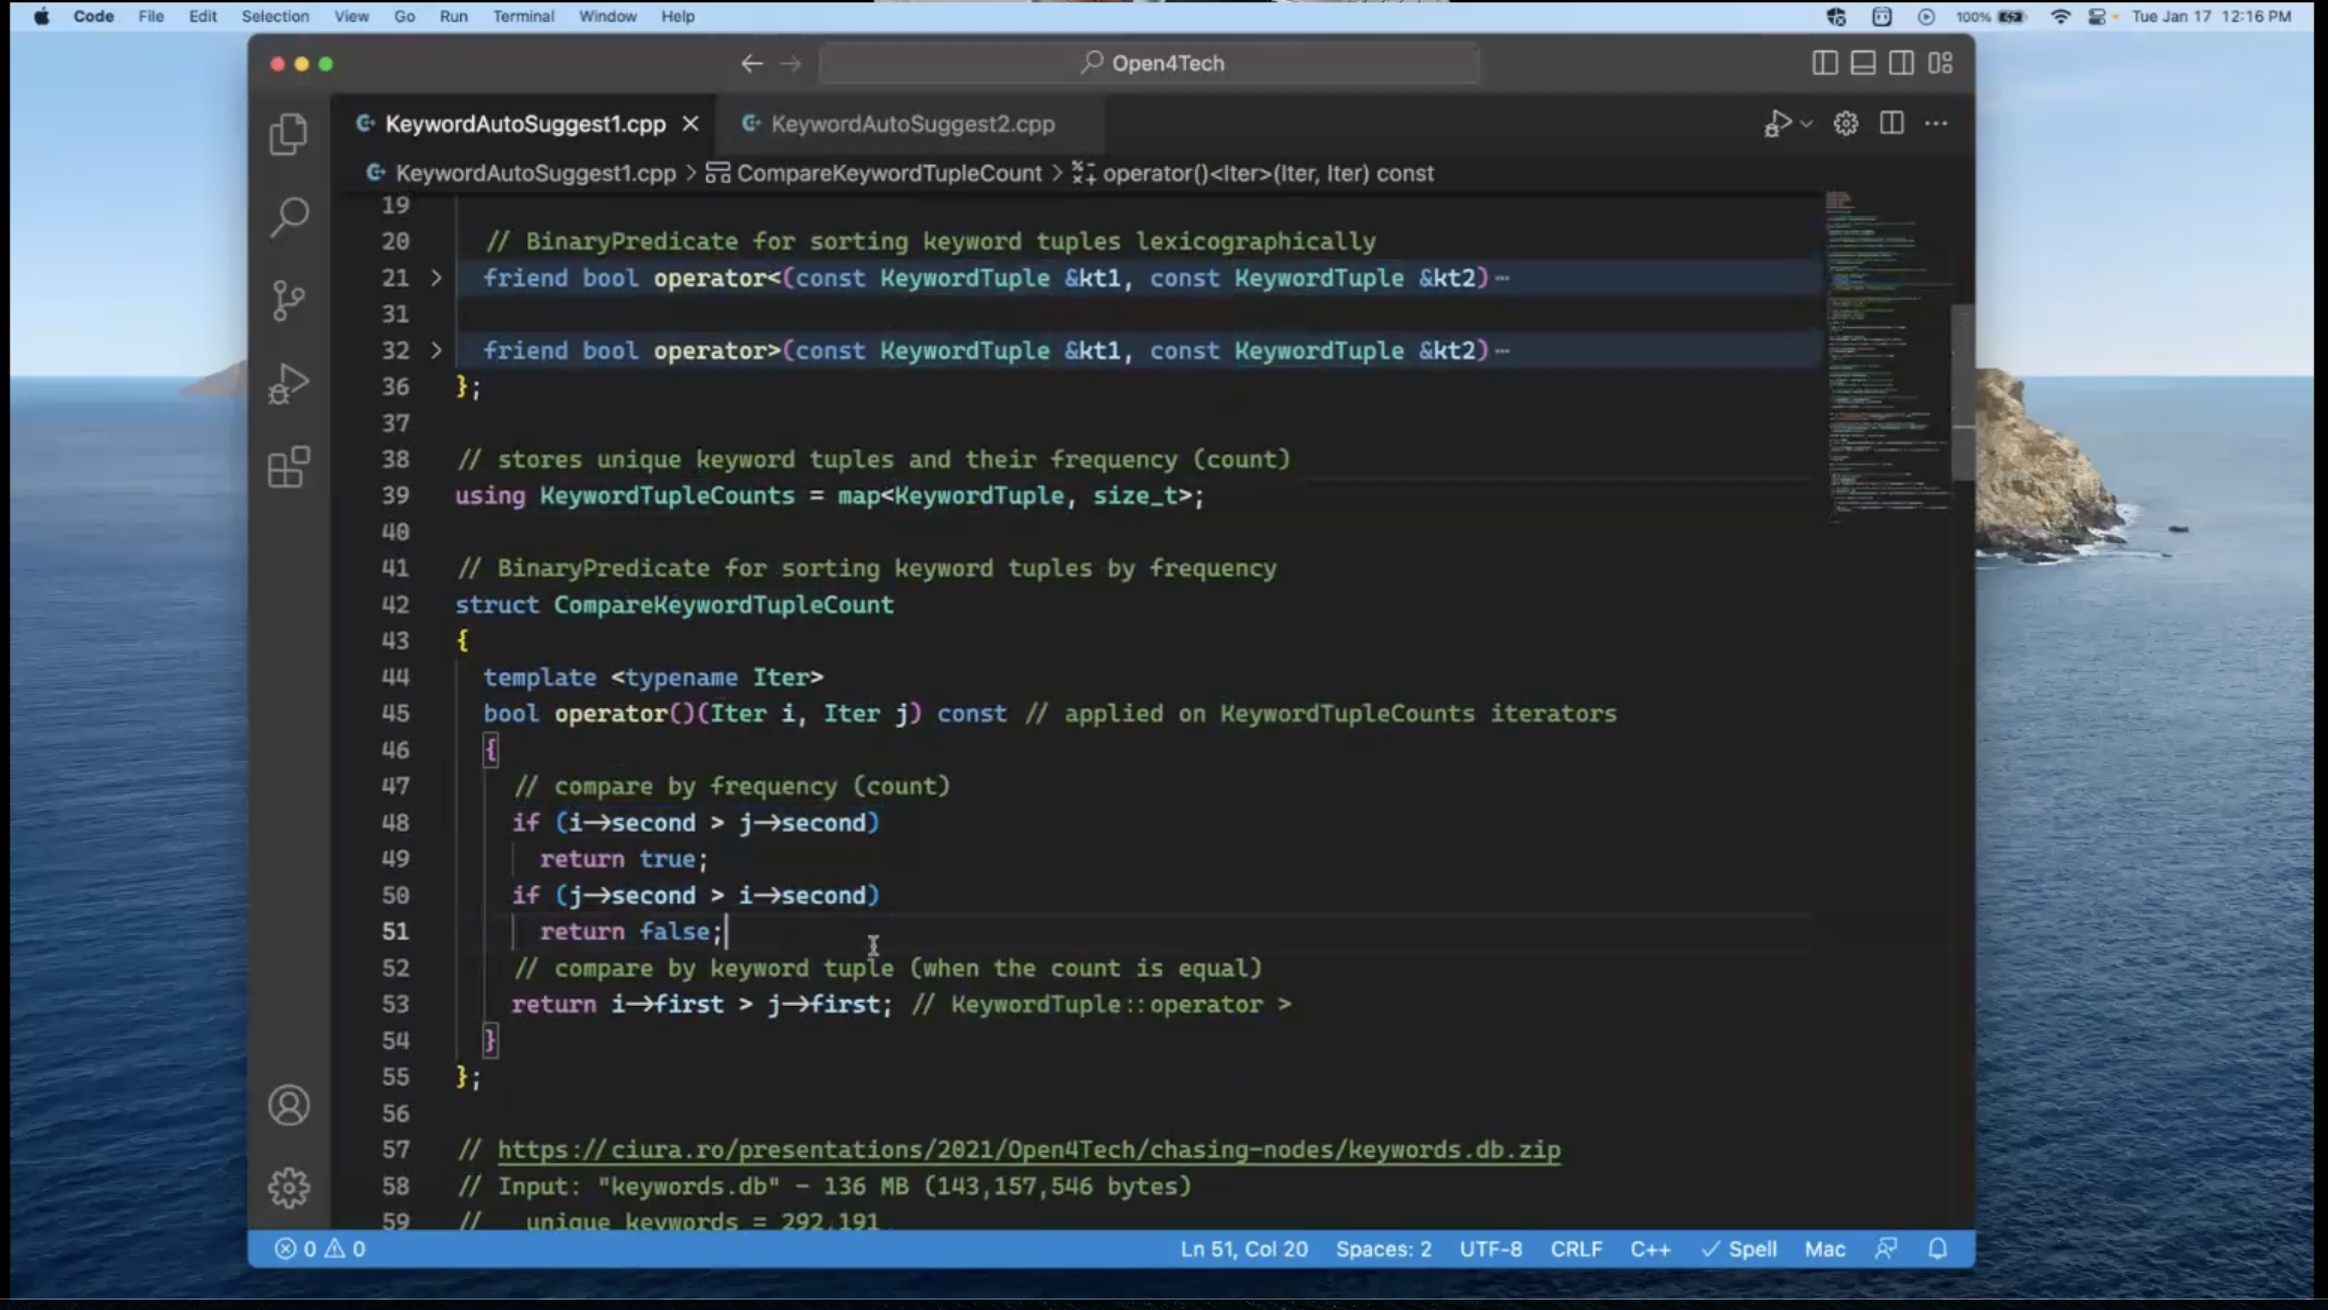 Code File Edit Selection View Go Run Terminal Window Help 100% Tue Jan 17 12:16 PM
Open4Tech
KeywordAutoSuggest1.cpp KeywordAutoSuggest2.cpp
KeywordAutoSuggest1.cpp > CompareKeywordTupleCount > operator()<Iter>(Iter, Iter) const
19
20 // BinaryPredicate for sorting keyword tuples lexicographically
21 friend bool operator<(const KeywordTuple &kt1, const KeywordTuple &kt2)
31
32 friend bool operator>(const KeywordTuple &kt1, const KeywordTuple &kt2)
36 };
37
38 // stores unique keyword tuples and their frequency (count)
39 using KeywordTupleCounts = map<KeywordTuple, size_t>;
40
41 // BinaryPredicate for sorting keyword tuples by frequency
42 struct CompareKeywordTupleCount
43 {
44 template <typename Iter>
45 bool operator()(Iter i, Iter j) const // applied on KeywordTupleCounts iterators
46 {
47 // compare by frequency (count)
48 if (i->second > j->second)
49 return true;
50 if (j->second > i->second)
51 return false;
52 // compare by keyword tuple (when the count is equal)
53 return i->first > j->first; // KeywordTuple::operator >
54 }
55 };
56
57 // https://ciura.ro/presentations/2021/Open4Tech/chasing-nodes/keywords.db.zip
58 // Input: "keywords.db" - 136 MB (143,157,546 bytes)
59 // unique keywords = 292,191
0 0 Ln 51, Col 20 Spaces: 2 UTF-8 CRLF C++ Spell Mac